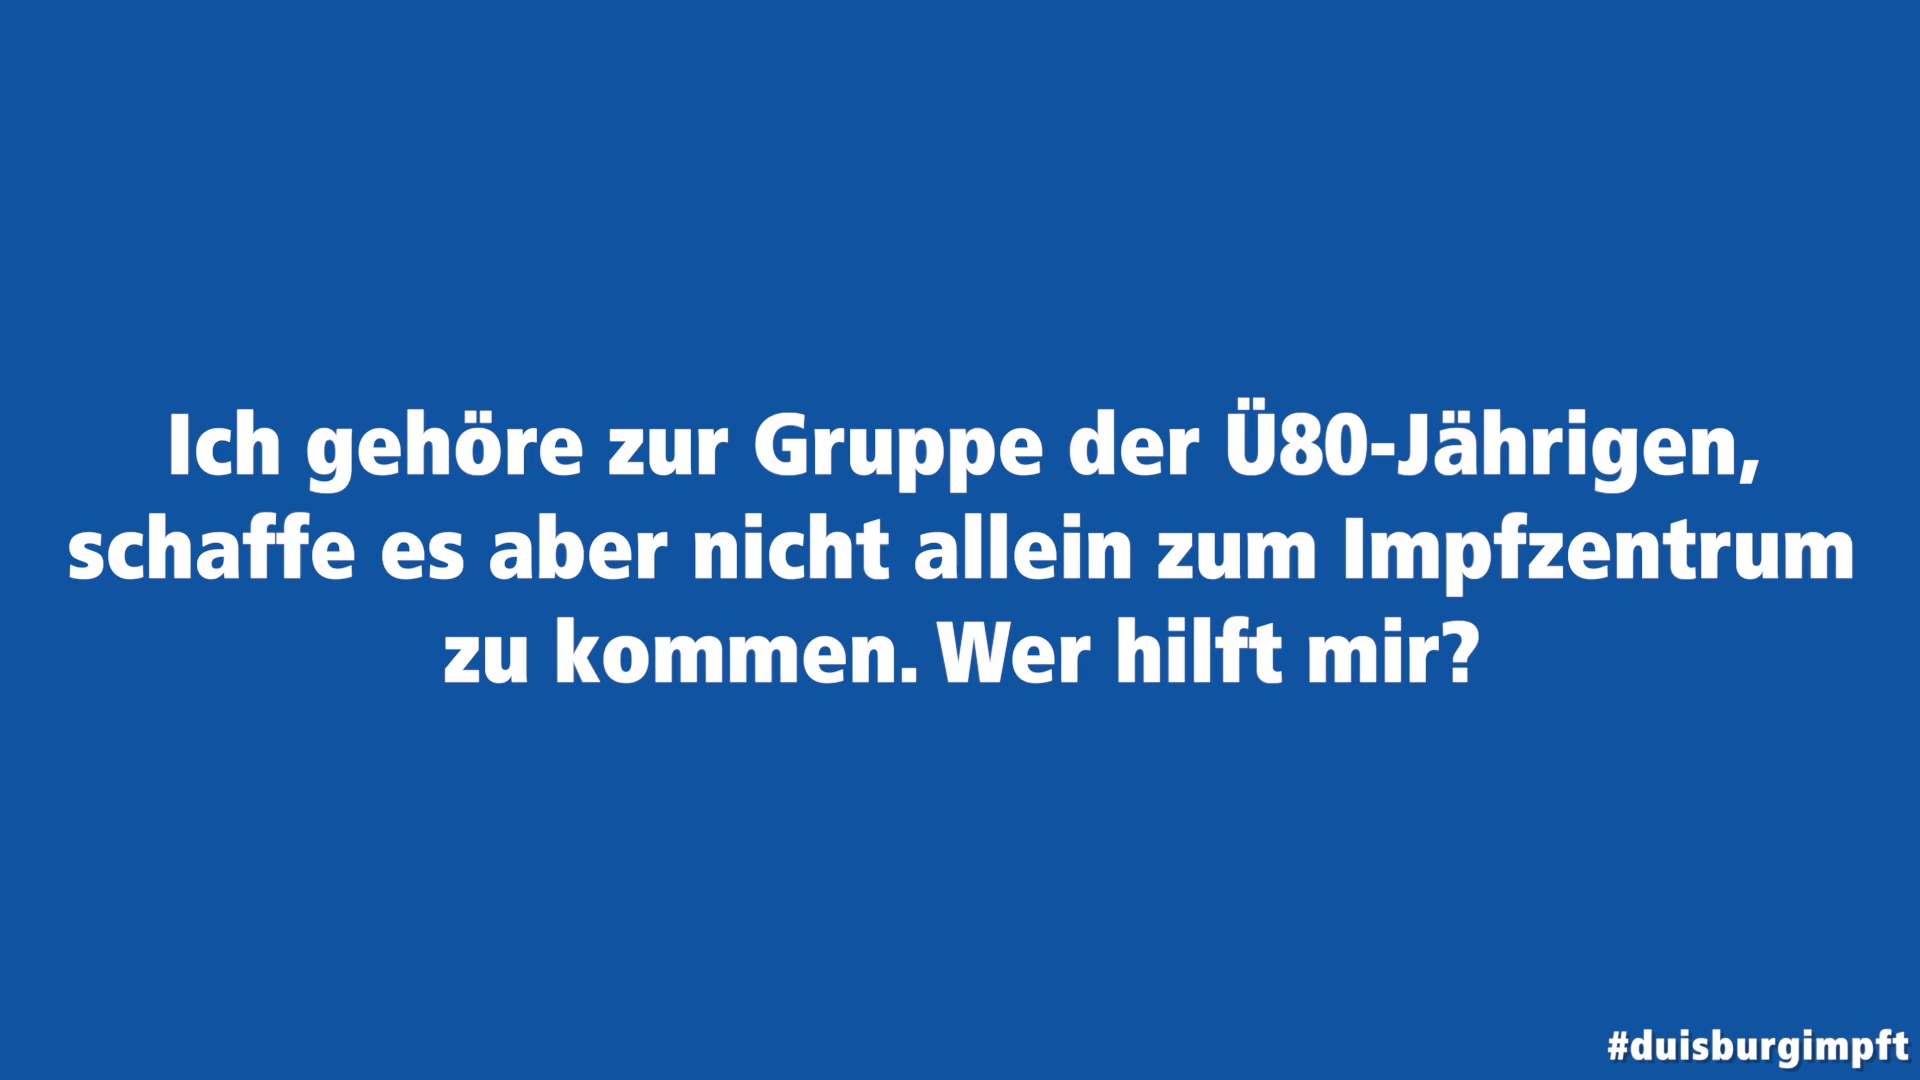 Ich gehöre zur Gruppe der Ü80-Jährigen,
schaffe es aber nicht allein zum Impfzentrum
zu kommen. Wer hilft mir?
#duisburgimpft